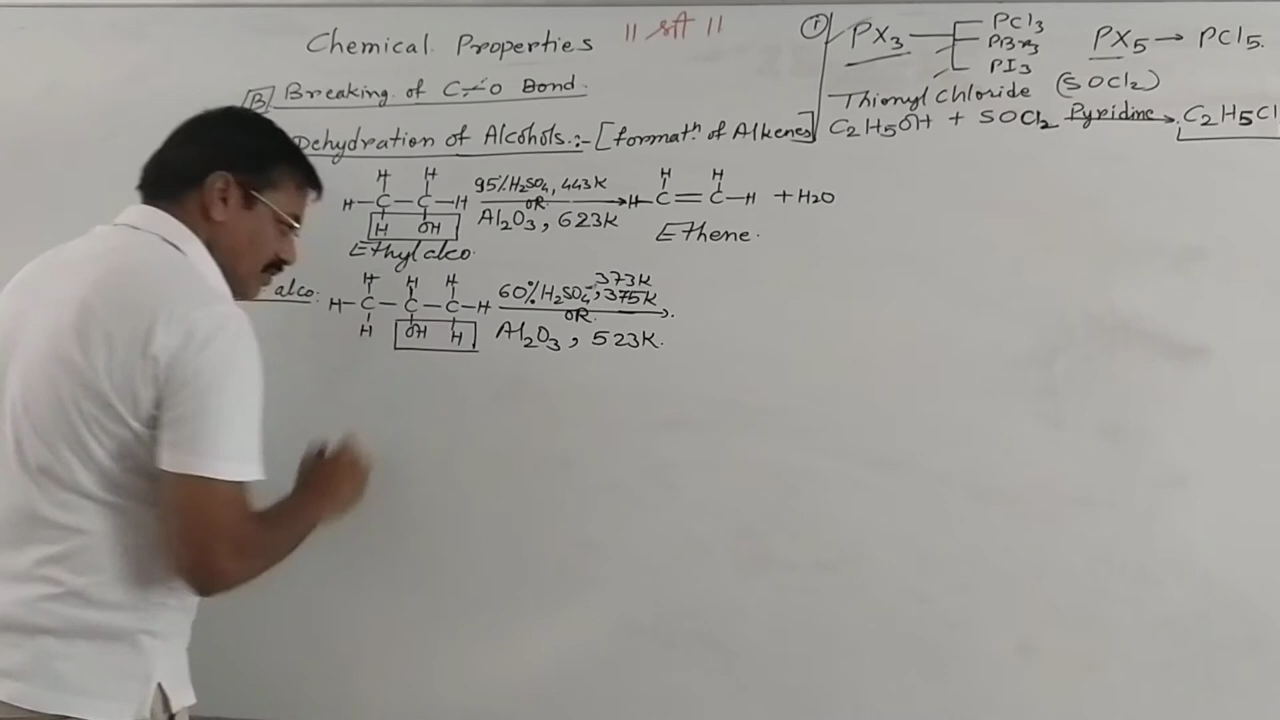 Chemical Properties
[B] Breaking of C≁O Bond.
Dehydration of Alcohols:- [formatⁿ of Alkenes]
H H
H—C—C—H
H OH
Ethyl alco.
95% H2SO4, 443K
OR
Al2O3, 623K
H H
H—C=C—H + H2O
Ethene.
alco:
H H H
H—C—C—C—H
H OH H
373K
60% H2SO4, 375K
OR
Al2O3, 523K.
① PX3
PCl3
PBr3
PI3
PX5 → PCl5.
Thionyl Chloride (SOCl2)
C2H5OH + SOCl2 Pyridine → C2H5Cl